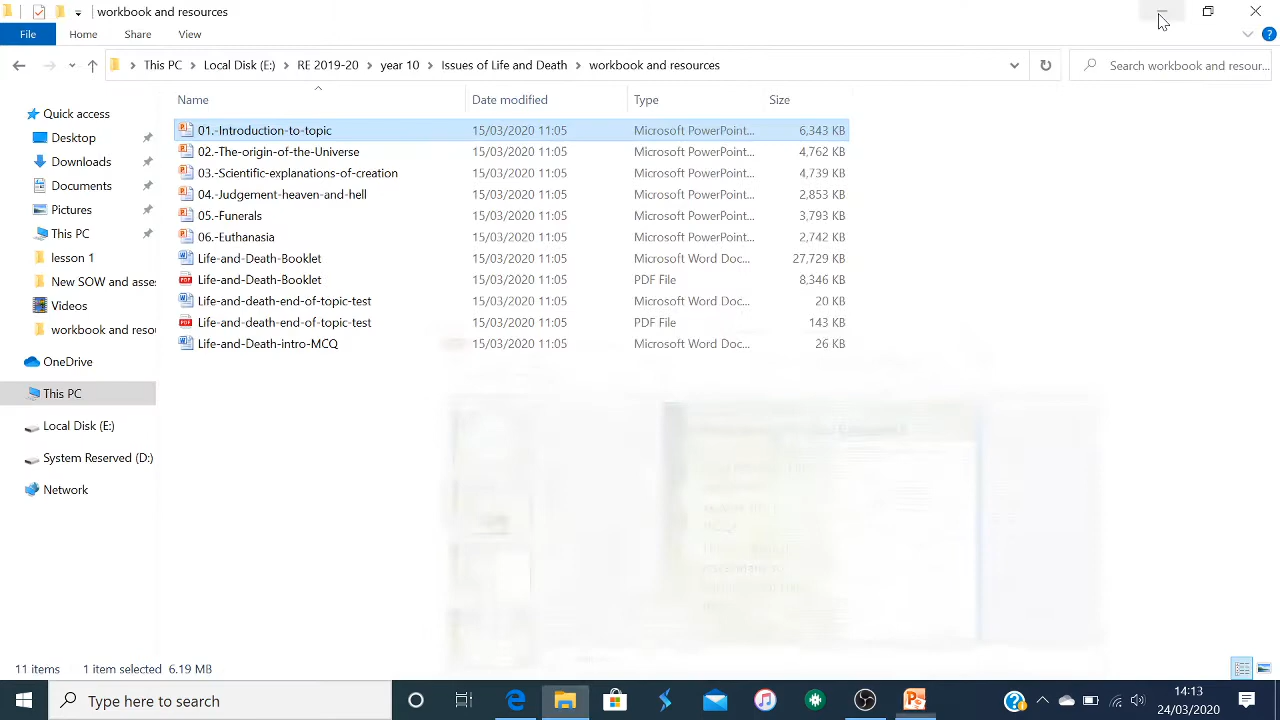 workbook and resources
File Home Share View
This PC Local Disk (E:) RE 2019-20 year 10 Issues of Life and Death workbook and resources Search workbook and resour...
Name Date modified Type Size
Quick access
Desktop
Downloads
Documents
Pictures
This PC
lesson 1
New SOW and asse
Videos
workbook and resou
OneDrive
This PC
Local Disk (E:)
System Reserved (D:)
Network
01.-Introduction-to-topic 15/03/2020 11:05 Microsoft PowerPoint... 6,343 KB
02.-The-origin-of-the-Universe 15/03/2020 11:05 Microsoft PowerPoint... 4,762 KB
03.-Scientific-explanations-of-creation 15/03/2020 11:05 Microsoft PowerPoint... 4,739 KB
04.-Judgement-heaven-and-hell 15/03/2020 11:05 Microsoft PowerPoint... 2,853 KB
05.-Funerals 15/03/2020 11:05 Microsoft PowerPoint... 3,793 KB
06.-Euthanasia 15/03/2020 11:05 Microsoft PowerPoint... 2,742 KB
Life-and-Death-Booklet 15/03/2020 11:05 Microsoft Word Doc... 27,729 KB
Life-and-Death-Booklet 15/03/2020 11:05 PDF File 8,346 KB
Life-and-death-end-of-topic-test 15/03/2020 11:05 Microsoft Word Doc... 20 KB
Life-and-death-end-of-topic-test 15/03/2020 11:05 PDF File 143 KB
Life-and-Death-intro-MCQ 15/03/2020 11:05 Microsoft Word Doc... 26 KB
11 items 1 item selected 6.19 MB
Type here to search
14:13
24/03/2020